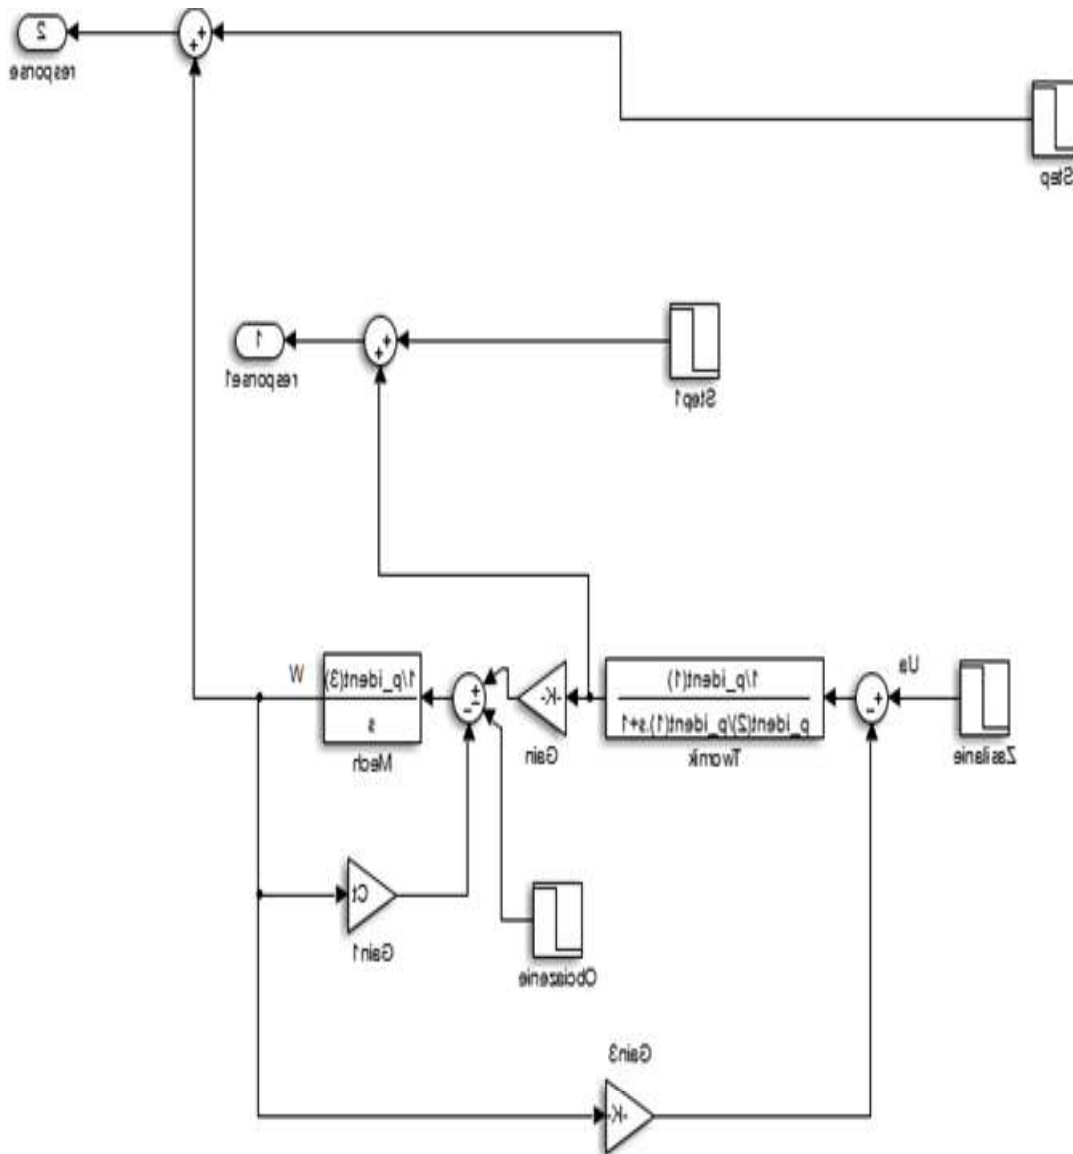 2
+
+
response
Step
1
+
+
response1
Step1
W
1/p_ident(3)
s
Mech
+
-
-
-K-
Gain
1/p_ident(1)
p_ident(2)/p_ident(1).s+1
Twornik
+
-
Ua
Zasilanie
Ct
Gain1
Obciazenie
Gain3
-K-